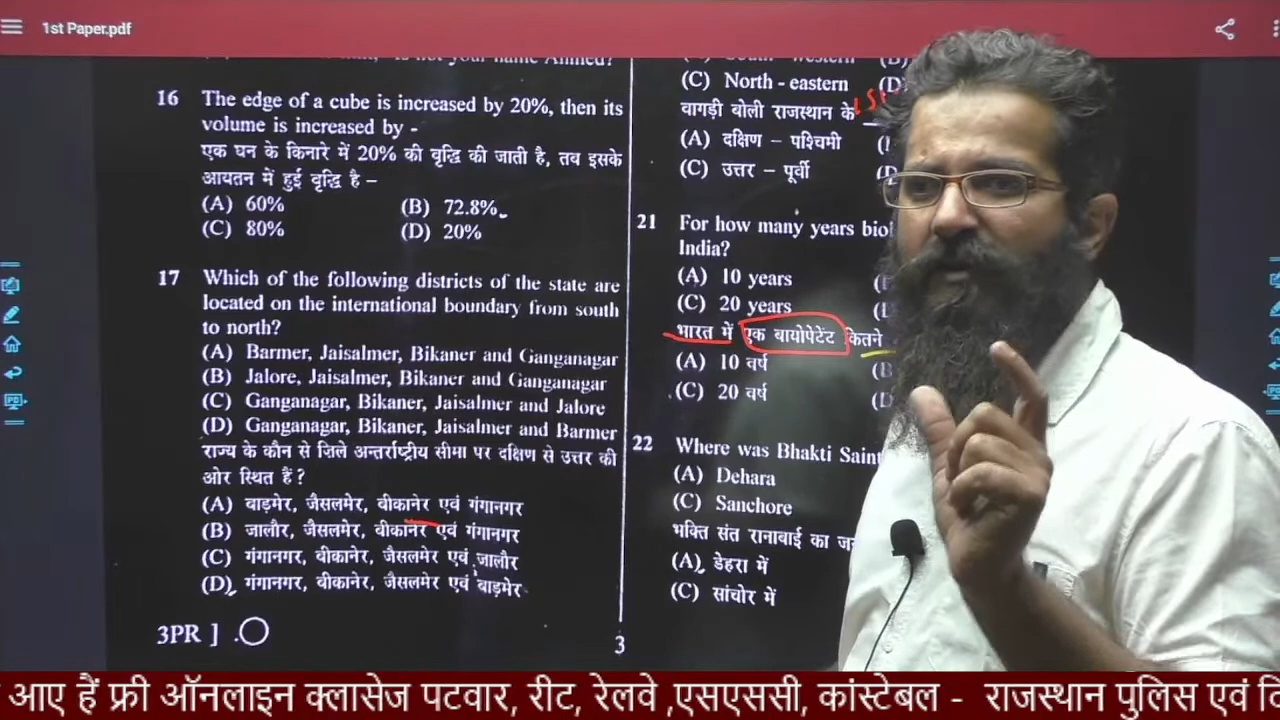 1st Paper.pdf
16 The edge of a cube is increased by 20%, then its
volume is increased by -
एक घन के किनारे में 20% की वृद्धि की जाती है, तब इसके
आयतन में हुई वृद्धि है –
(A) 60% (B) 72.8%
(C) 80% (D) 20%
17 Which of the following districts of the state are
located on the international boundary from south
to north?
(A) Barmer, Jaisalmer, Bikaner and Ganganagar
(B) Jalore, Jaisalmer, Bikaner and Ganganagar
(C) Ganganagar, Bikaner, Jaisalmer and Jalore
(D) Ganganagar, Bikaner, Jaisalmer and Barmer
राज्य के कौन से जिले अन्तर्राष्ट्रीय सीमा पर दक्षिण से उत्तर की
ओर स्थित हैं?
(A) बाड़मेर, जैसलमेर, बीकानेर एवं गंगानगर
(B) जालौर, जैसलमेर, बीकानेर एवं गंगानगर
(C) गंगानगर, बीकानेर, जैसलमेर एवं जालौर
(D) गंगानगर, बीकानेर, जैसलमेर एवं बाड़मेर
3PR ]
3
(C) North - eastern (D)
वागड़ी बोली राजस्थान के
(A) दक्षिण – पश्चिमी
(C) उत्तर – पूर्वी
21 For how many years
India?
(A) 10 years
(C) 20 years
भारत में एक बायोपेटेंट कितने
(A) 10 वर्ष (B
(C) 20 वर्ष
22 Where was Bhakti Saint
(A) Dehara
(C) Sanchore
भक्ति संत रानाबाई का
(A) डेहरा में
(C) सांचोर में
आए हैं फ्री ऑनलाइन क्लासेज पटवार, रीट, रेलवे ,एसएससी, कांस्टेबल - राजस्थान पुलिस एवं